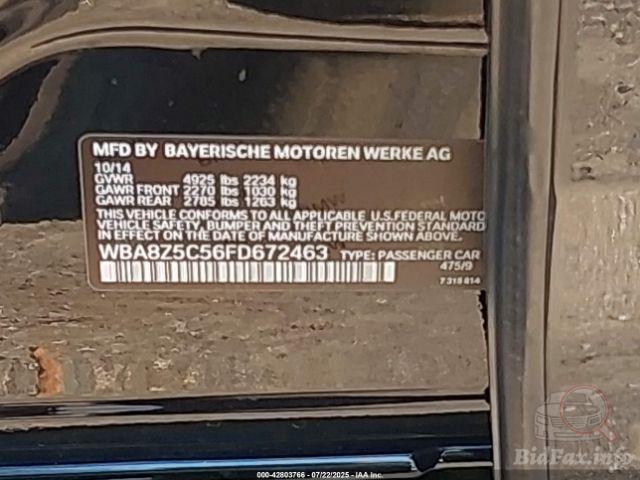 MFD BY BAYERISCHE MOTOREN WERKE AG
10/14
GVWR 4925 lbs 2234 kg
GAWR FRONT 2270 lbs 1030 kg
GAWR REAR 2785 lbs 1263 kg
THIS VEHICLE CONFORMS TO ALL APPLICABLE U.S.FEDERAL MOTO
VEHICLE SAFETY, BUMPER, AND THEFT PREVENTION STANDARD
IN EFFECT ON THE DATE OF MANUFACTURE SHOWN ABOVE.
WBA8Z5C56FD672463 TYPE: PASSENGER CAR
475/9
7 318 814
BidFax.info
000-42803766 - 07/22/2025 - IAA Inc.